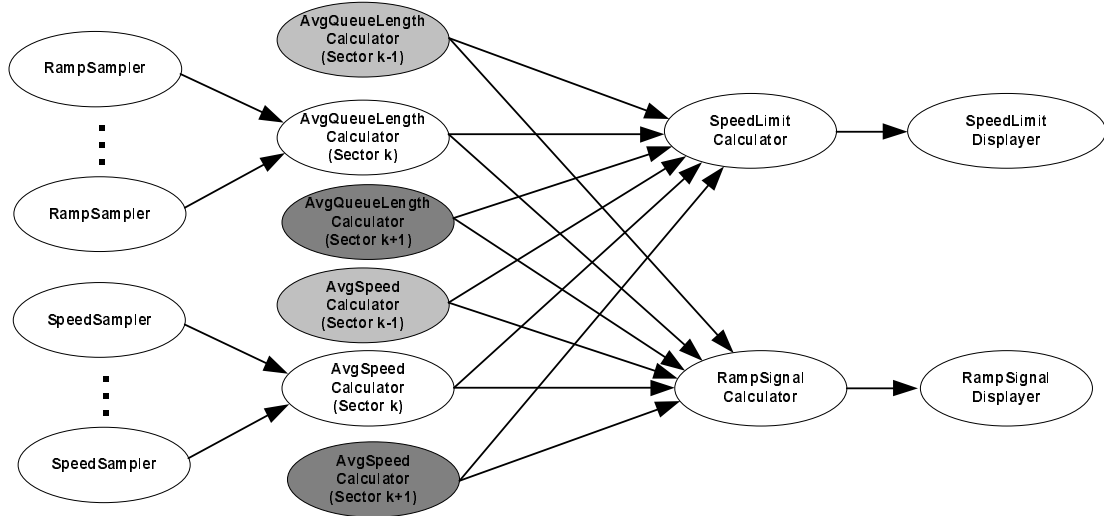 RampSampler
RampSampler
SpeedSampler
SpeedSampler
AvgQueueLength
Calculator
(Sector k-1)
AvgQueueLength
Calculator
(Sector k)
AvgQueueLength
Calculator
(Sector k+1)
AvgSpeed
Calculator
(Sector k-1)
AvgSpeed
Calculator
(Sector k)
AvgSpeed
Calculator
(Sector k+1)
SpeedLimit
Calculator
RampSignal
Calculator
SpeedLimit
Displayer
RampSignal
Displayer